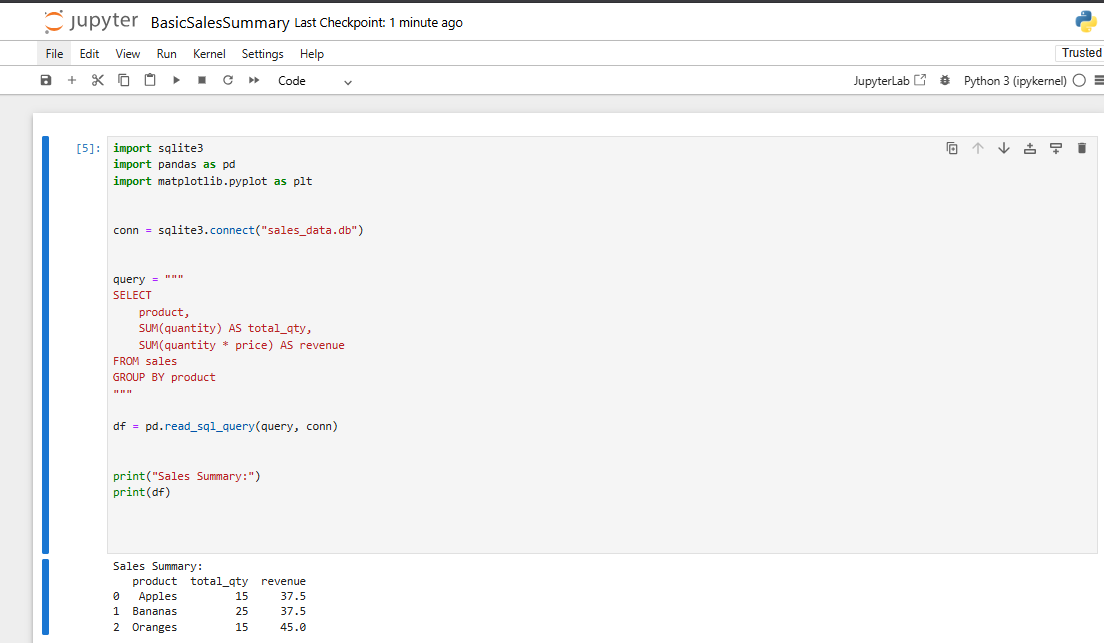 jupyter BasicSalesSummary Last Checkpoint: 1 minute ago
File Edit View Run Kernel Settings Help Trusted
Code JupyterLab Python 3 (ipykernel)
[5]: import sqlite3
import pandas as pd
import matplotlib.pyplot as plt
conn = sqlite3.connect("sales_data.db")
query = """
SELECT
    product,
    SUM(quantity) AS total_qty,
    SUM(quantity * price) AS revenue
FROM sales
GROUP BY product
"""
df = pd.read_sql_query(query, conn)
print("Sales Summary:")
print(df)
Sales Summary:
   product  total_qty  revenue
0   Apples         15     37.5
1  Bananas         25     37.5
2  Oranges         15     45.0